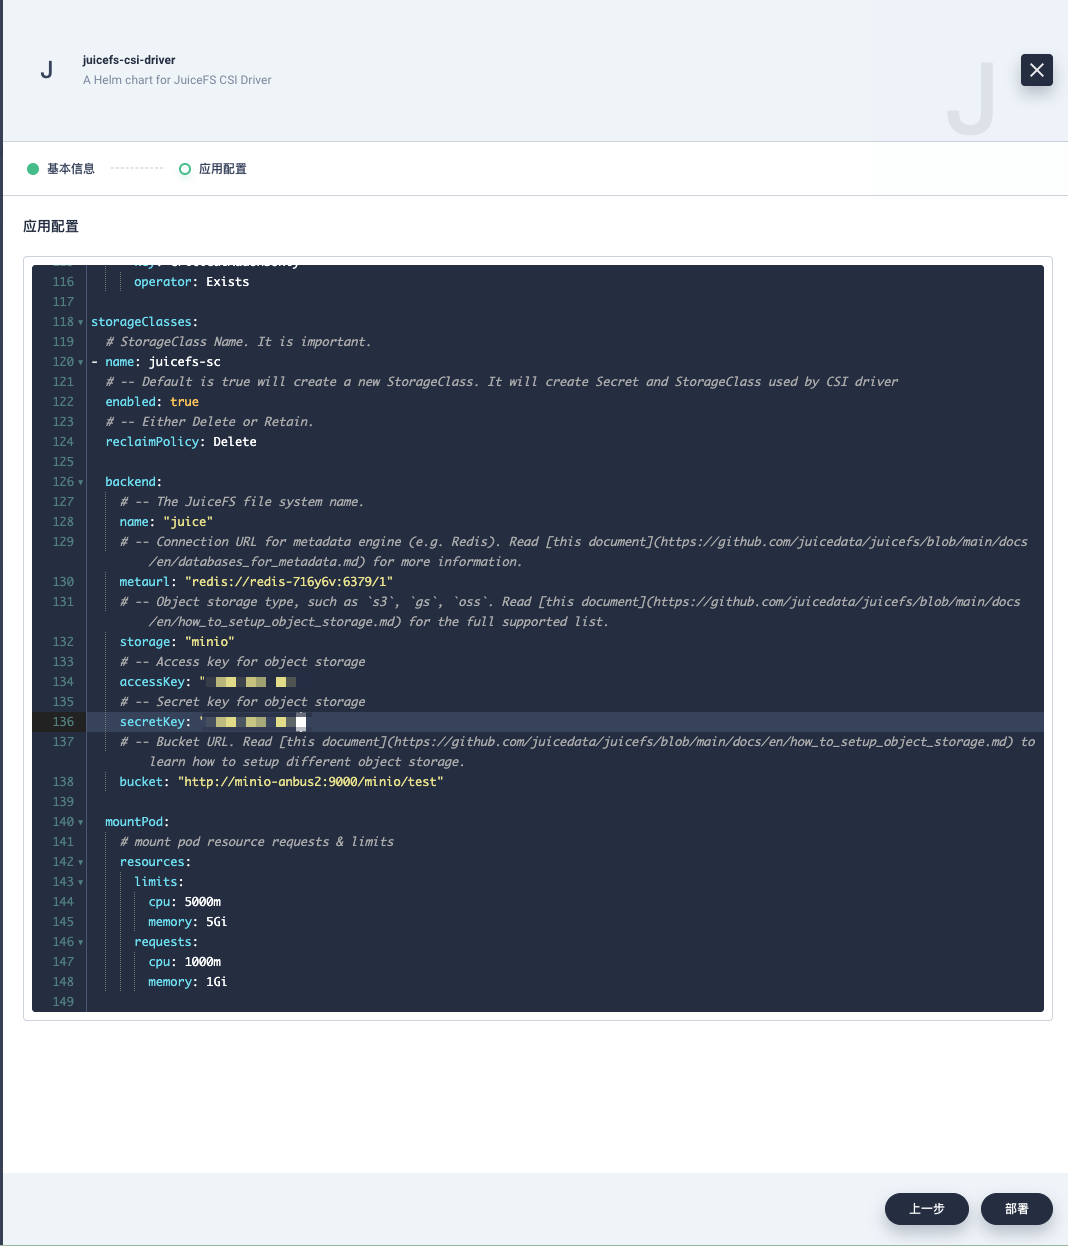 J
juicefs-csi-driver
A Helm chart for JuiceFS CSI Driver
J
基本信息
应用配置
应用配置
116 operator: Exists
117
118 storageClasses:
119 # StorageClass Name. It is important.
120 - name: juicefs-sc
121 # -- Default is true will create a new StorageClass. It will create Secret and StorageClass used by CSI driver
122 enabled: true
123 # -- Either Delete or Retain.
124 reclaimPolicy: Delete
125
126 backend:
127 # -- The JuiceFS file system name.
128 name: "juice"
129 # -- Connection URL for metadata engine (e.g. Redis). Read [this document](https://github.com/juicedata/juicefs/blob/main/docs
/en/databases_for_metadata.md) for more information.
130 metaurl: "redis://redis-716y6v:6379/1"
131 # -- Object storage type, such as `s3`, `gs`, `oss`. Read [this document](https://github.com/juicedata/juicefs/blob/main/docs
/en/how_to_setup_object_storage.md) for the full supported list.
132 storage: "minio"
133 # -- Access key for object storage
134 accessKey: "
135 # -- Secret key for object storage
136 secretKey: '
137 # -- Bucket URL. Read [this document](https://github.com/juicedata/juicefs/blob/main/docs/en/how_to_setup_object_storage.md) to
learn how to setup different object storage.
138 bucket: "http://minio-anbus2:9000/minio/test"
139
140 mountPod:
141 # mount pod resource requests & limits
142 resources:
143 limits:
144 cpu: 5000m
145 memory: 5Gi
146 requests:
147 cpu: 1000m
148 memory: 1Gi
149
上一步
部署